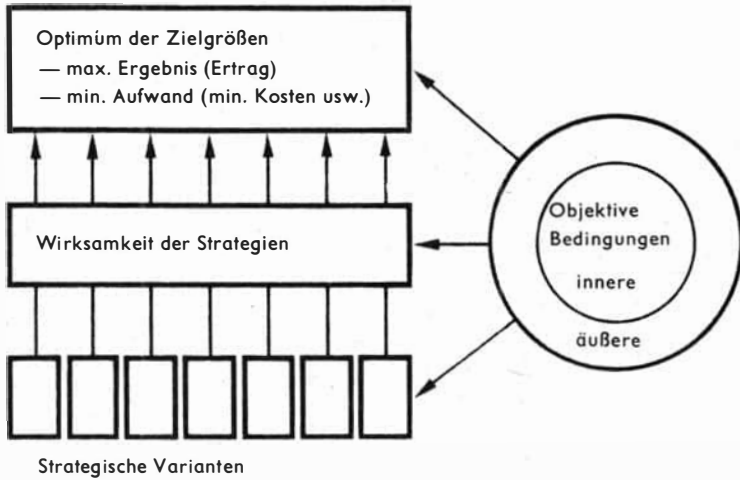 Optimum der Zielgrößen
— max. Ergebnis (Ertrag)
— min. Aufwand (min. Kosten usw.)
Wirksamkeit der Strategien
Objektive
Bedingungen
innere
äußere
Strategische Varianten